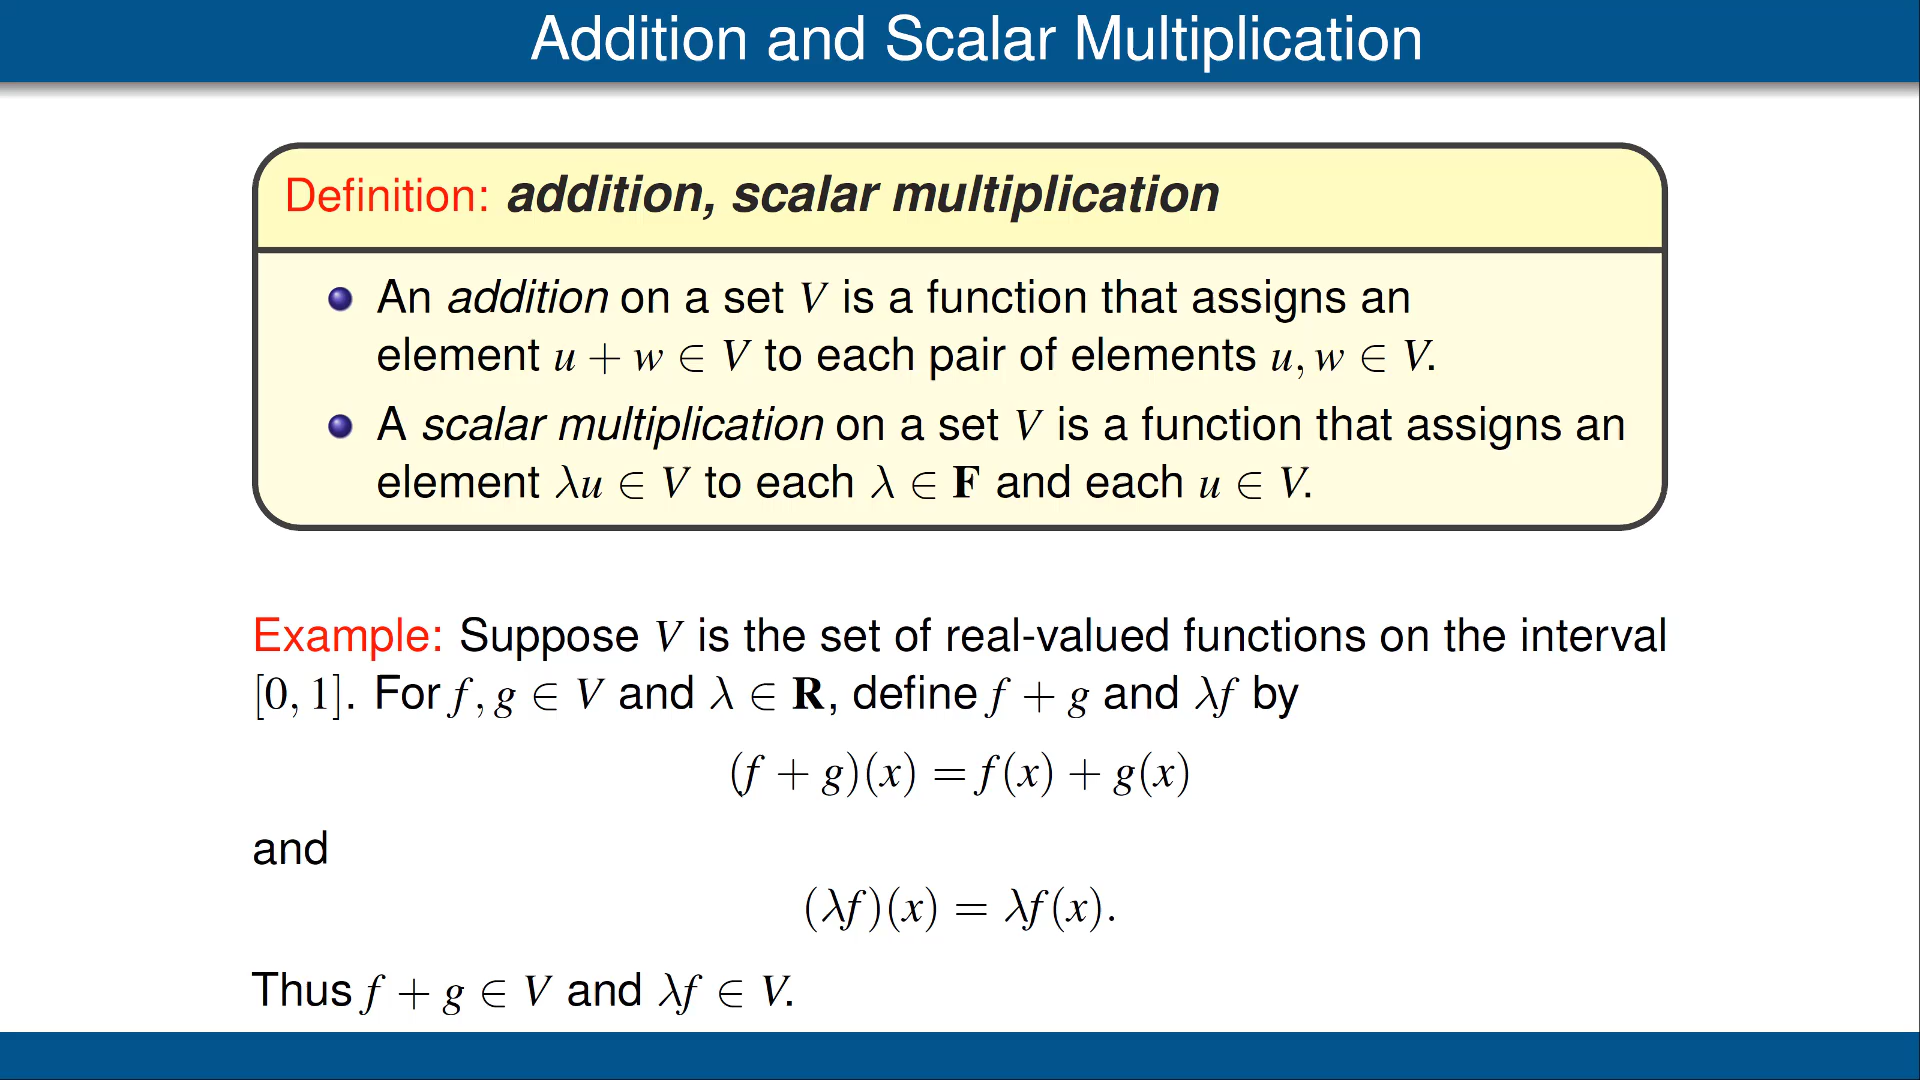 Addition and Scalar Multiplication
Definition: addition, scalar multiplication
An addition on a set V is a function that assigns an
element u + w ∈ V to each pair of elements u, w ∈ V.
A scalar multiplication on a set V is a function that assigns an
element λu ∈ V to each λ ∈ F and each u ∈ V.
Example: Suppose V is the set of real-valued functions on the interval
[0, 1]. For f, g ∈ V and λ ∈ R, define f + g and λf by
(f + g)(x) = f(x) + g(x)
and
(λf)(x) = λf(x).
Thus f + g ∈ V and λf ∈ V.